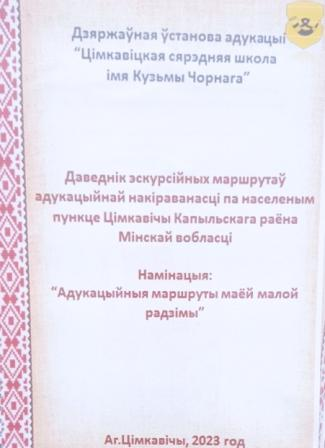 Дзяржаўная ўстанова адукацыі
“Цімкавіцкая сярэдняя школа
імя Кузьмы Чорнага”
Даведнік эскурсійных маршрутаў
адукацыйнай накіраванасці па населеным
пункце Цімкавічы Капыльскага раёна
Мінскай вобласці
Намінацыя:
“Адукацыйныя маршруты маёй малой
радзімы”
Аг.Цімкавічы, 2023 год